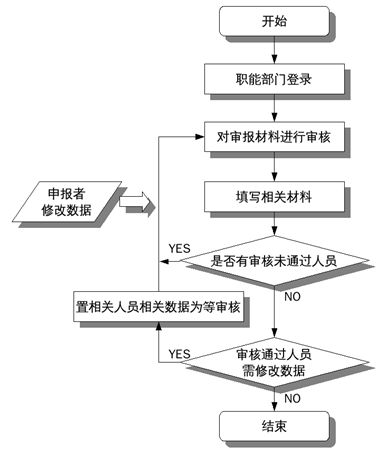 开始
职能部门登录
对审报材料进行审核
填写相关材料
申报者
修改数据
YES
是否有审核未通过人员
NO
置相关人员相关数据为等审核
YES
审核通过人员
需修改数据
NO
结束